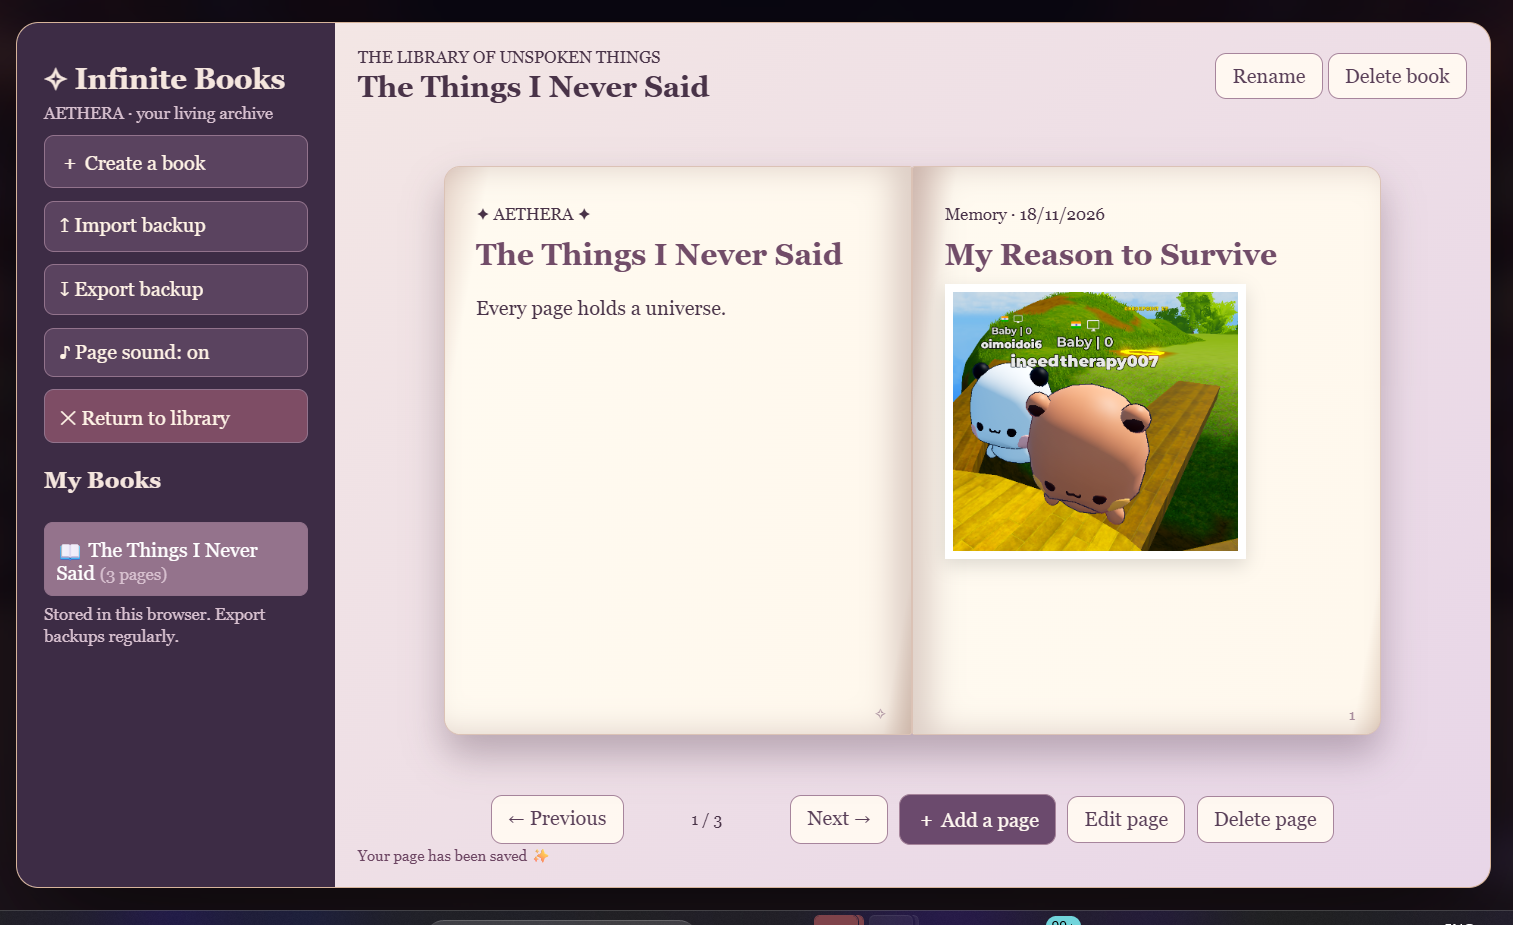 ✧ Infinite Books
AETHERA · your living archive
+ Create a book
↥ Import backup
↧ Export backup
♪ Page sound: on
✕ Return to library
My Books
📖 The Things I Never
Said (3 pages)
Stored in this browser. Export
backups regularly.
THE LIBRARY OF UNSPOKEN THINGS
The Things I Never Said
Rename
Delete book
✦ AETHERA ✦
The Things I Never Said
Every page holds a universe.
✧
Memory · 18/11/2026
My Reason to Survive
Baby | 0
oimoidoi6
Baby | 0
ineedtherapy007
1
← Previous
1 / 3
Next →
+ Add a page
Edit page
Delete page
Your page has been saved ✨